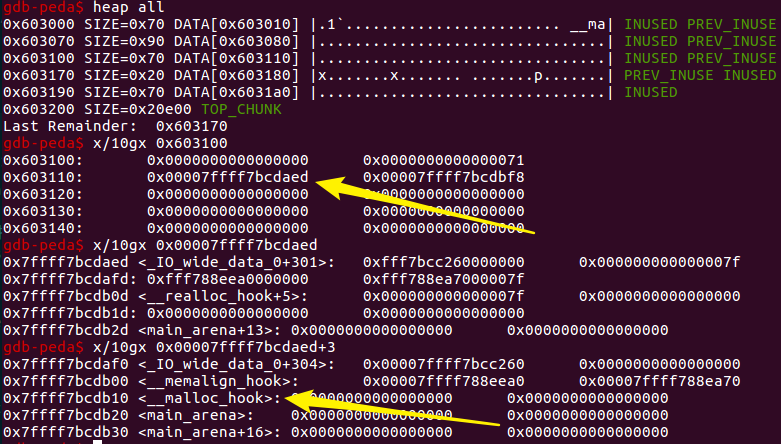 gdb-peda$ heap all
0x603000 SIZE=0x70 DATA[0x603010] |.1`.......................... __ma| INUSED PREV_INUSE
0x603070 SIZE=0x90 DATA[0x603080] |................................| INUSED PREV_INUSE
0x603100 SIZE=0x70 DATA[0x603110] |................................| INUSED PREV_INUSE
0x603170 SIZE=0x20 DATA[0x603180] |x.......x....... .......p.......| PREV_INUSE INUSED
0x603190 SIZE=0x70 DATA[0x6031a0] |................................| INUSED
0x603200 SIZE=0x20e00 TOP_CHUNK
Last Remainder:  0x603170
gdb-peda$ x/10gx 0x603100
0x603100:	0x0000000000000000	0x0000000000000071
0x603110:	0x00007ffff7bcdaed	0x00007ffff7bcdbf8
0x603120:	0x0000000000000000	0x0000000000000000
0x603130:	0x0000000000000000	0x0000000000000000
0x603140:	0x0000000000000000	0x0000000000000000
gdb-peda$ x/10gx 0x00007ffff7bcdaed
0x7ffff7bcdaed <_IO_wide_data_0+301>:	0xfff7bcc260000000	0x000000000000007f
0x7ffff7bcdafd:	0xfff788eea0000000	0xfff788ea7000007f
0x7ffff7bcdb0d <__realloc_hook+5>:	0x000000000000007f	0x0000000000000000
0x7ffff7bcdb1d:	0x0000000000000000	0x0000000000000000
0x7ffff7bcdb2d <main_arena+13>:	0x0000000000000000	0x0000000000000000
gdb-peda$ x/10gx 0x00007ffff7bcdaed+3
0x7ffff7bcdaf0 <_IO_wide_data_0+304>:	0x00007ffff7bcc260	0x0000000000000000
0x7ffff7bcdb00 <__memalign_hook>:	0x00007ffff788eea0	0x00007ffff788ea70
0x7ffff7bcdb10 <__malloc_hook>:	0x0000000000000000	0x0000000000000000
0x7ffff7bcdb20 <main_arena>:	0x0000000000000000	0x0000000000000000
0x7ffff7bcdb30 <main_arena+16>:	0x0000000000000000	0x0000000000000000